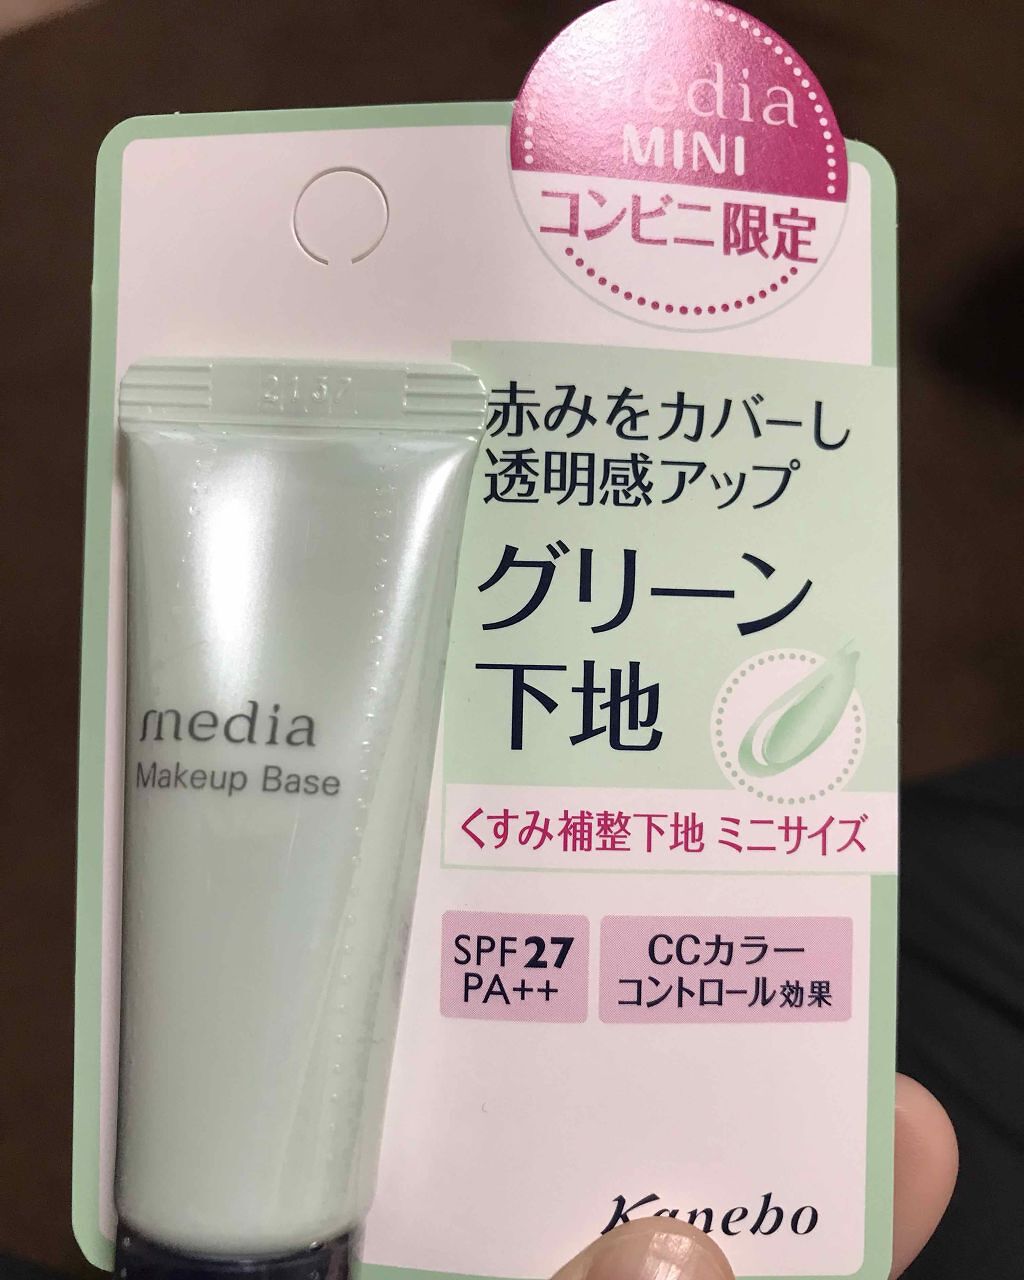 media
MINI
コンビニ限定
2137
赤みをカバーし
透明感アップ
グリーン
下地
media
Makeup Base
くすみ補整下地 ミニサイズ
SPF27
PA++
CCカラー
コントロール効果
Kanebo